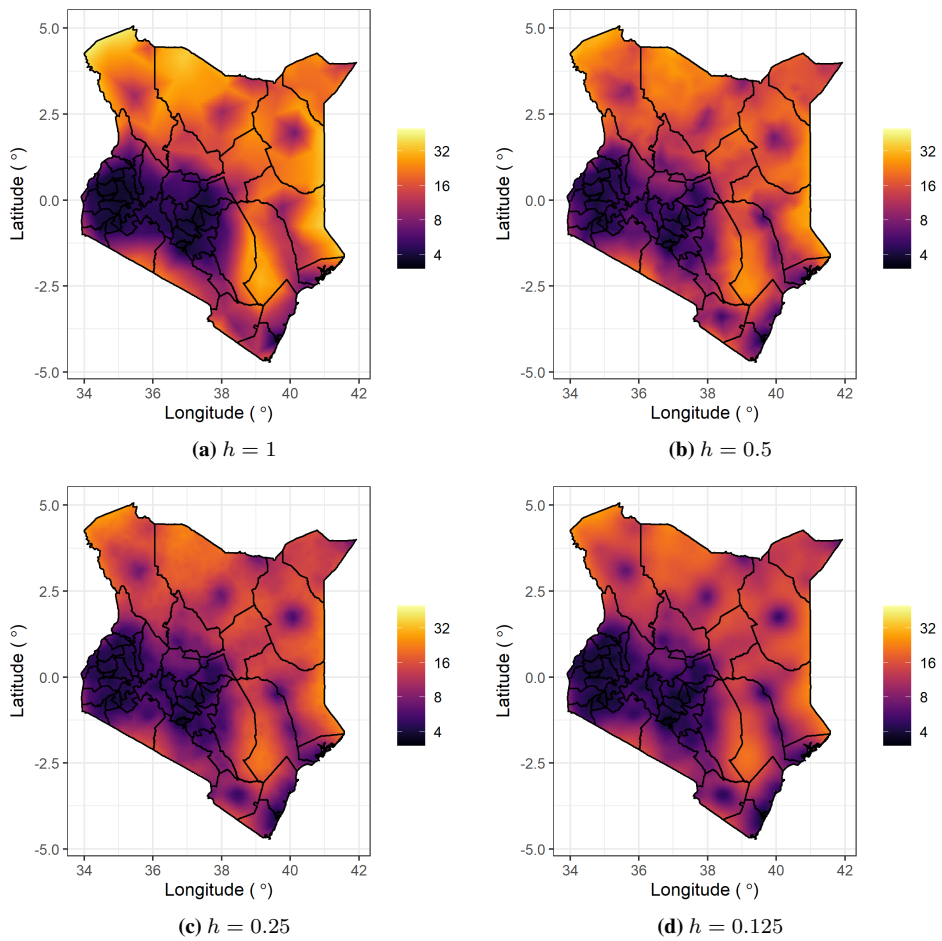 5.0
2.5
0.0
-2.5
-5.0
Latitude ( °)
34 36 38 40 42
Longitude ( °)
32
16
8
4
(a) h = 1
5.0
2.5
0.0
-2.5
-5.0
Latitude ( °)
34 36 38 40 42
Longitude ( °)
32
16
8
4
(b) h = 0.5
5.0
2.5
0.0
-2.5
-5.0
Latitude ( °)
34 36 38 40 42
Longitude ( °)
32
16
8
4
(c) h = 0.25
5.0
2.5
0.0
-2.5
-5.0
Latitude ( °)
34 36 38 40 42
Longitude ( °)
32
16
8
4
(d) h = 0.125